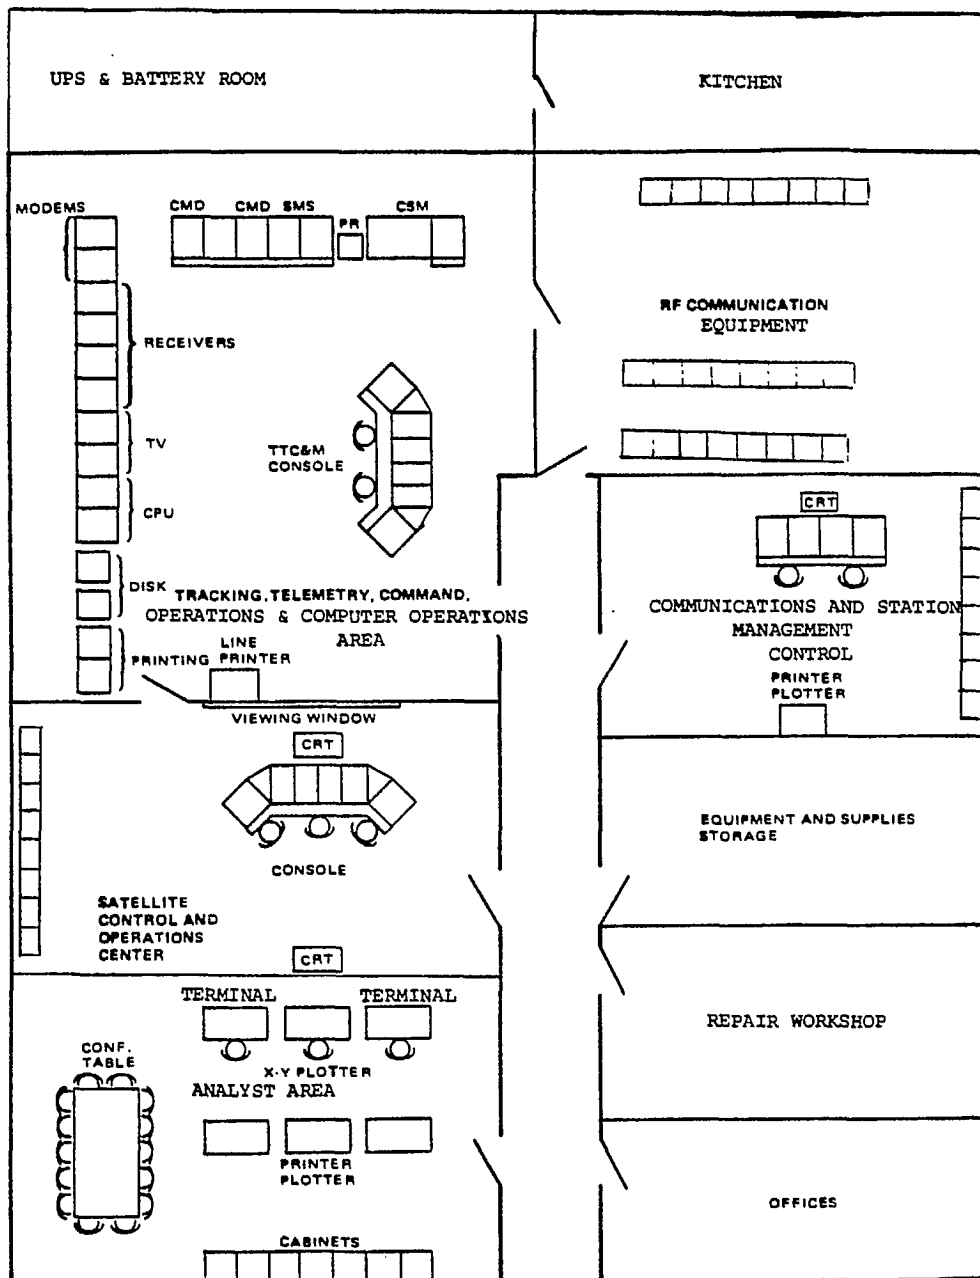 UPS & BATTERY ROOM
KITCHEN
MODEMS
CMD
CMD
SMS
PR
CSM
RECEIVERS
TV
CPU
DISK
PRINTING
TTC&M
CONSOLE
RF COMMUNICATION
EQUIPMENT
CRT
TRACKING, TELEMETRY, COMMAND,
OPERATIONS & COMPUTER OPERATIONS
AREA
LINE
PRINTER
COMMUNICATIONS AND STATION
MANAGEMENT
CONTROL
PRINTER
PLOTTER
VIEWING WINDOW
CRT
CONSOLE
SATELLITE
CONTROL AND
OPERATIONS
CENTER
CRT
EQUIPMENT AND SUPPLIES
STORAGE
TERMINAL
TERMINAL
X-Y PLOTTER
CONF.
TABLE
ANALYST AREA
PRINTER
PLOTTER
CABINETS
REPAIR WORKSHOP
OFFICES